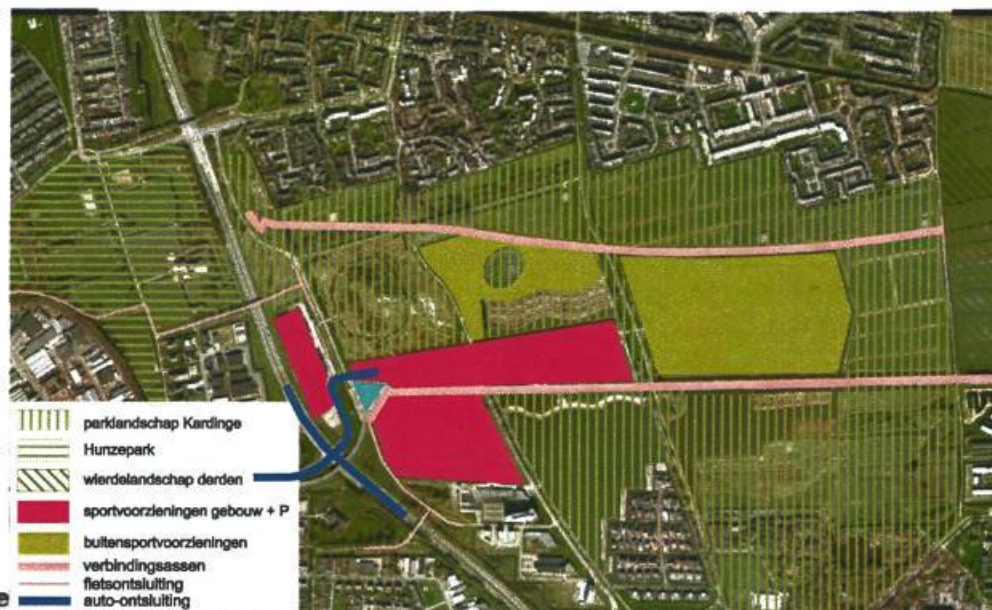 parklandschap Kardinge
Hunzepark
wierdelandschap derden
sportvoorzieningen gebouw + P
buitensportvoorzieningen
verbindingsassen
fietsontsluiting
auto-ontsluiting
e